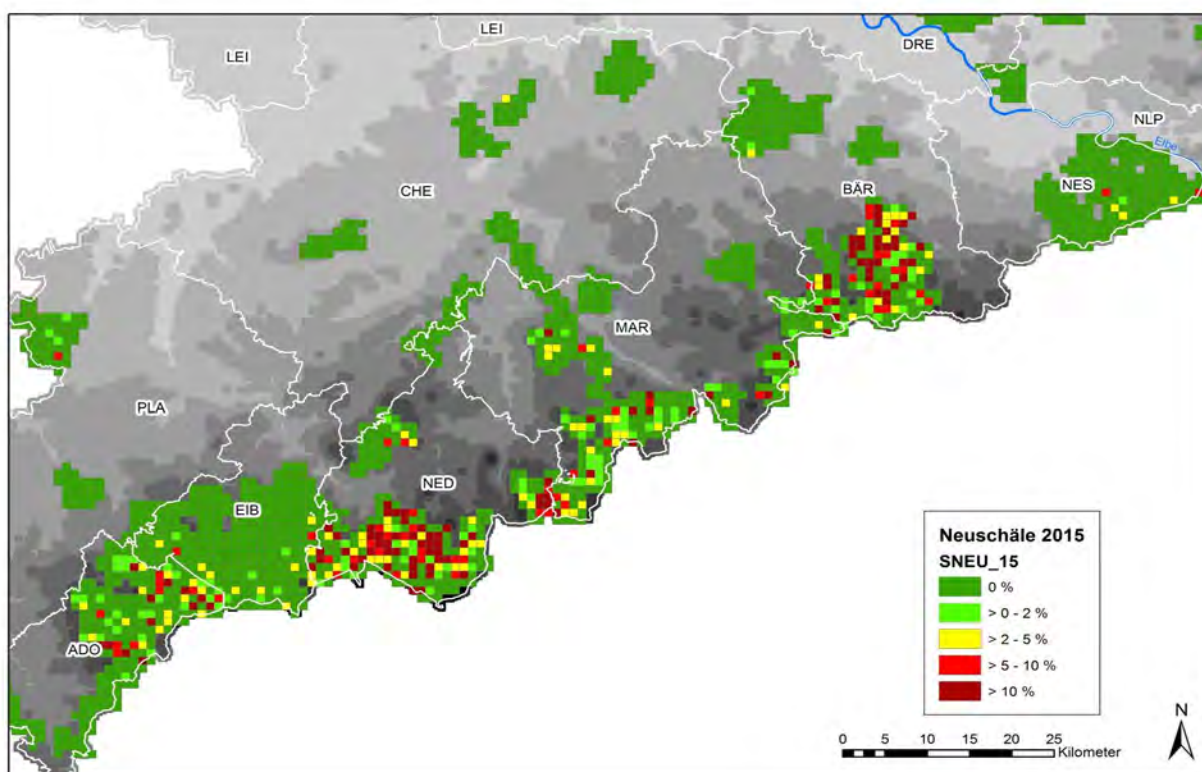 LEI
LEI
DRE
NLP
Elbe
CHE
BÄR
NES
MAR
PLA
NED
EIB
ADO
Neuschäle 2015
SNEU_15
0 %
> 0 - 2 %
> 2 - 5 %
> 5 - 10 %
> 10 %
N
0 5 10 15 20 25
Kilometer